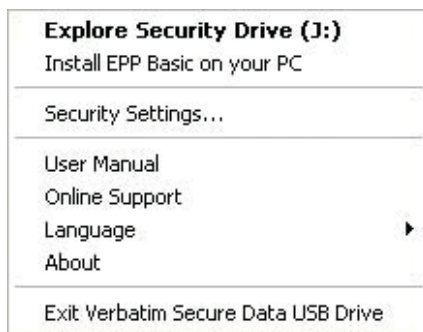 Explore Security Drive (J:)
Install EPP Basic on your PC
Security Settings...
User Manual
Online Support
Language
About
Exit Verbatim Secure Data USB Drive